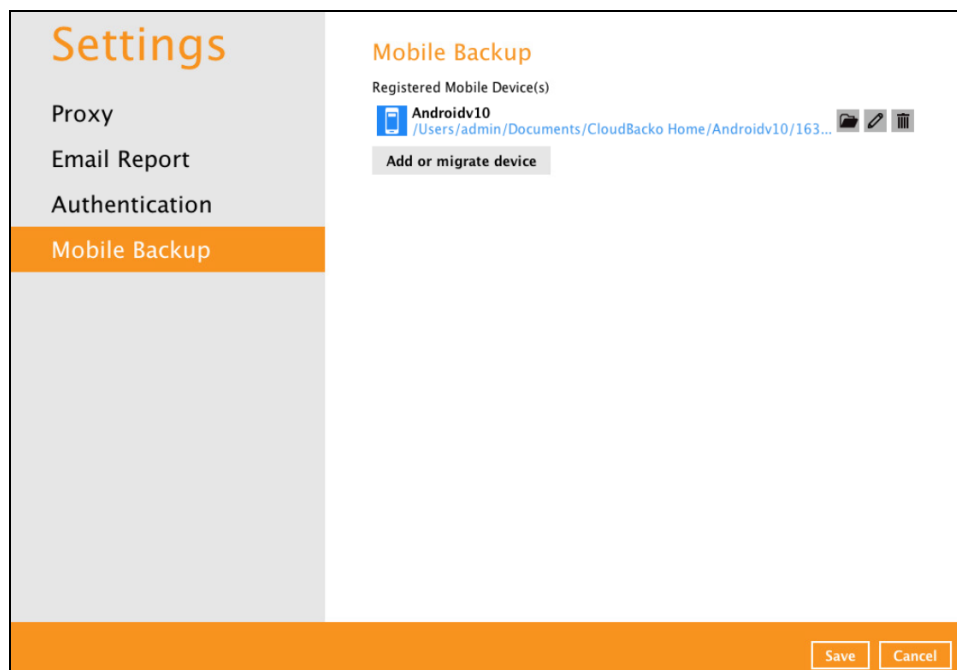 Settings
Proxy
Email Report
Authentication
Mobile Backup
Mobile Backup
Registered Mobile Device(s)
Androidv10
/Users/admin/Documents/CloudBacko Home/Androidv10/163...
Add or migrate device
Save
Cancel